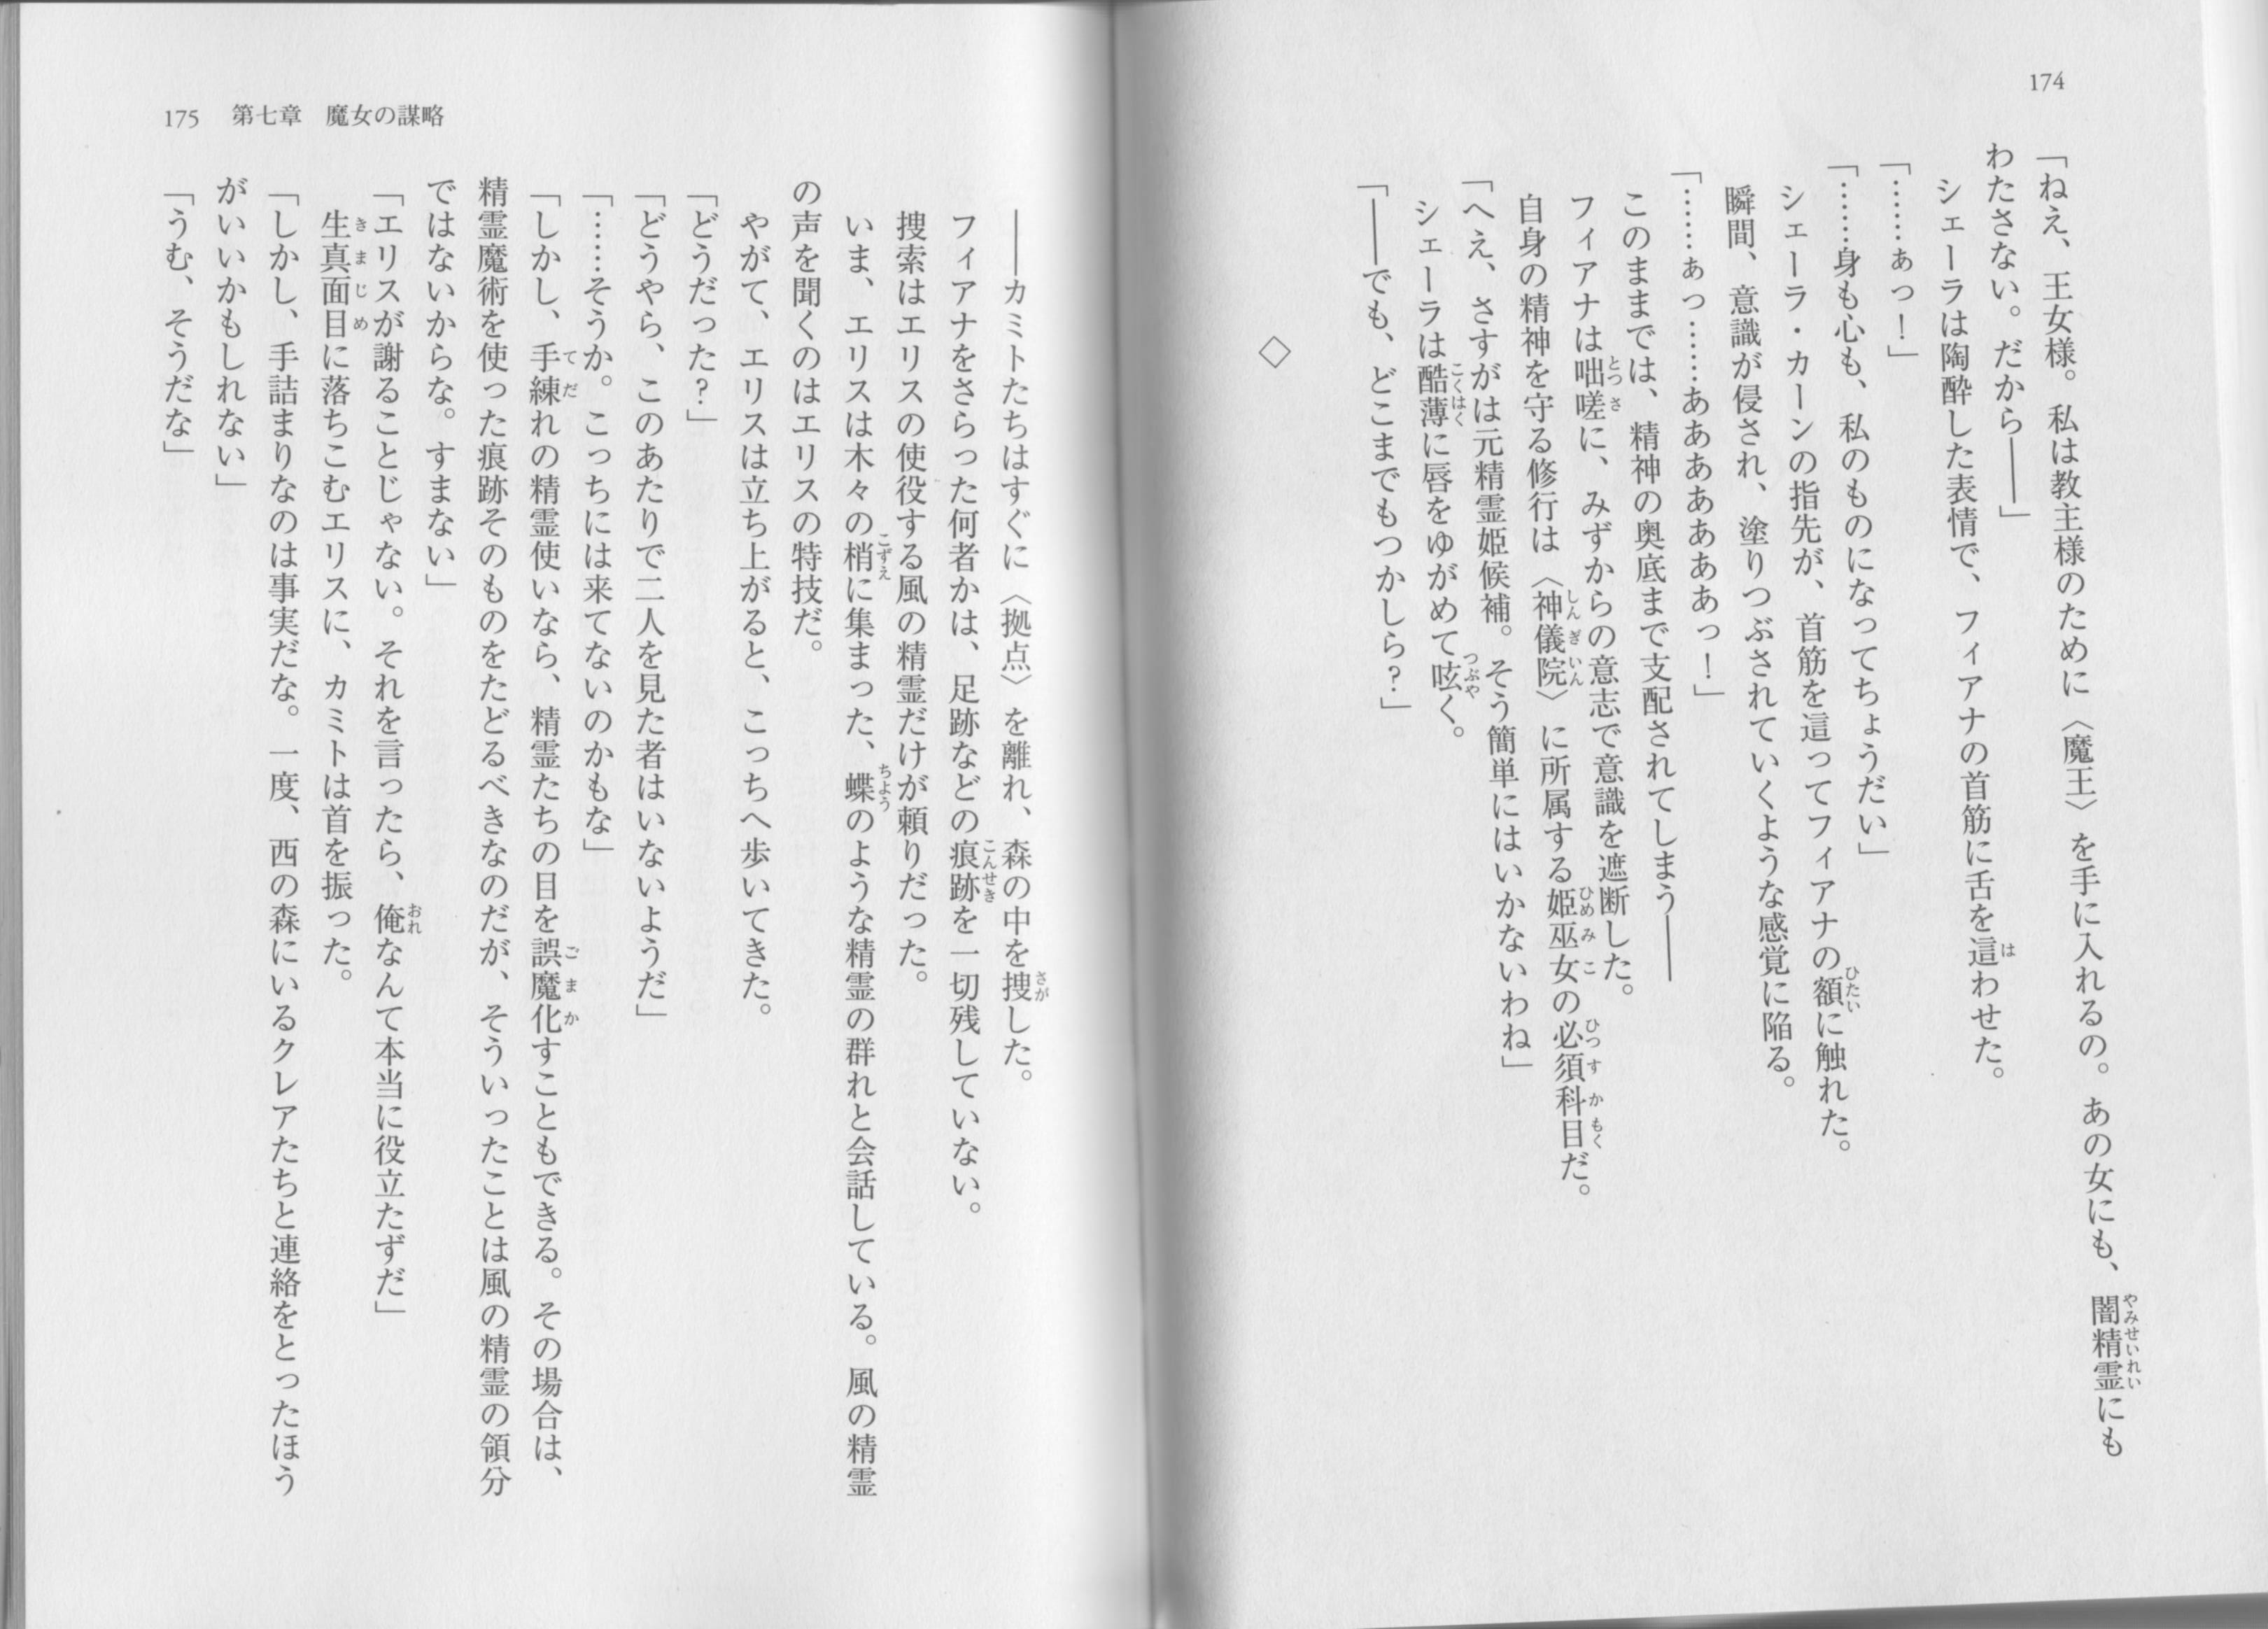 174
「ねえ、王女様。私は教主様のために〈魔王〉を手に入れるの。あの女にも、闇精霊にも
わたさない。だから――」
シェーラは陶酔した表情で、フィアナの首筋に舌を這わせた。
「……ぁっ！」
「……身も心も、私のものになってちょうだい」
シェーラ・カーンの指先が、首筋を這ってフィアナの額に触れた。
瞬間、意識が侵され、塗りつぶされていくような感覚に陥る。
「……ぁっ……あああああああっ！」
このままでは、精神の奥底まで支配されてしまう――
フィアナは咄嗟に、みずからの意志で意識を遮断した。
自身の精神を守る修行は〈神儀院〉に所属する姫巫女の必須科目だ。
「へえ、さすがは元精霊姫候補。そう簡単にはいかないわね」
シェーラは酷薄に唇をゆがめて呟く。
「――でも、どこまでもつかしら？」
◇
175 第七章 魔女の謀略
――カミトたちはすぐに〈拠点〉を離れ、森の中を捜した。
フィアナをさらった何者かは、足跡などの痕跡を一切残していない。
捜索はエリスの使役する風の精霊だけが頼りだった。
いま、エリスは木々の梢に集まった、蝶のような精霊の群れと会話している。風の精霊
の声を聞くのはエリスの特技だ。
やがて、エリスは立ち上がると、こっちへ歩いてきた。
「どうだった？」
「どうやら、このあたりで二人を見た者はいないようだ」
「……そうか。こっちには来てないのかもな」
「しかし、手練れの精霊使いなら、精霊たちの目を誤魔化すこともできる。その場合は、
精霊魔術を使った痕跡そのものをたどるべきなのだが、そういったことは風の精霊の領分
ではないからな。すまない」
「エリスが謝ることじゃない。それを言ったら、俺なんて本当に役立たずだ」
生真面目に落ちこむエリスに、カミトは首を振った。
「しかし、手詰まりなのは事実だな。一度、西の森にいるクレアたちと連絡をとったほう
がいいかもしれない」
「うむ、そうだな」